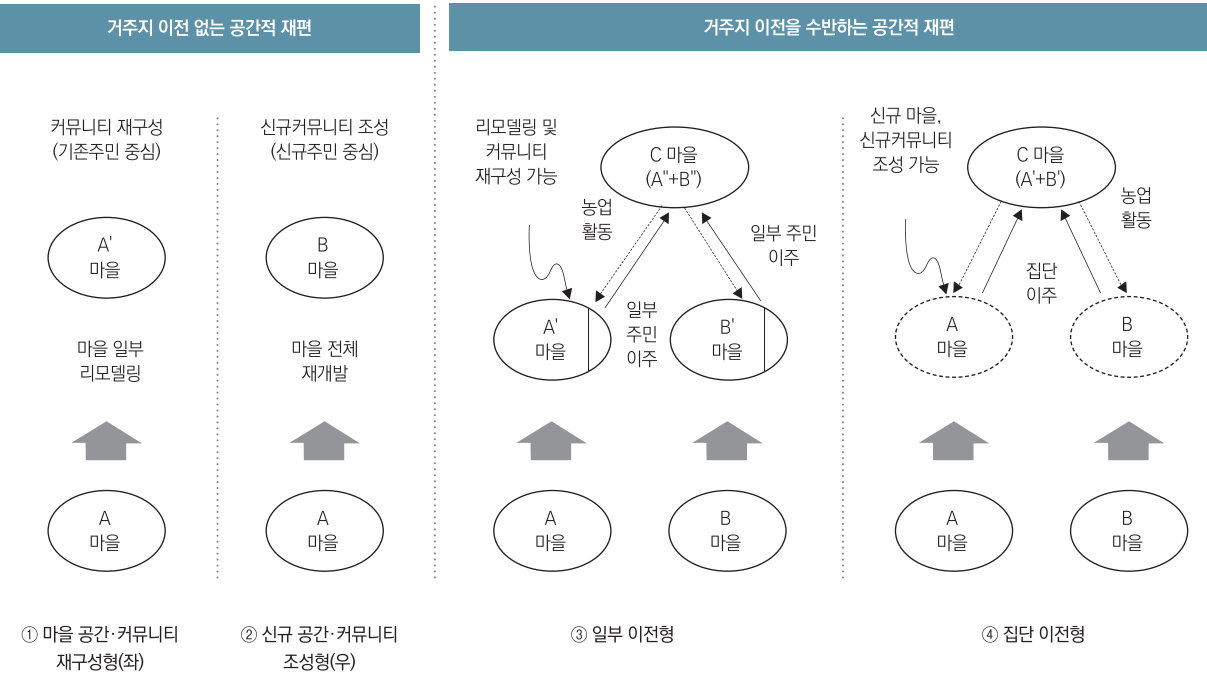 거주지 이전 없는 공간적 재편
커뮤니티 재구성
(기존주민 중심)
A'
마을
마을 일부
리모델링
A
마을
① 마을 공간·커뮤니티
재구성형(좌)
신규커뮤니티 조성
(신규주민 중심)
B
마을
마을 전체
재개발
A
마을
② 신규 공간·커뮤니티
조성형(우)
거주지 이전을 수반하는 공간적 재편
리모델링 및
커뮤니티
재구성 가능
C 마을
(A"+B")
농업
활동
일부 주민
이주
A'
마을
일부
주민
이주
B'
마을
A
마을
B
마을
③ 일부 이전형
신규 마을,
신규커뮤니티
조성 가능
C 마을
(A'+B')
농업
활동
집단
이주
A
마을
B
마을
A
마을
B
마을
④ 집단 이전형